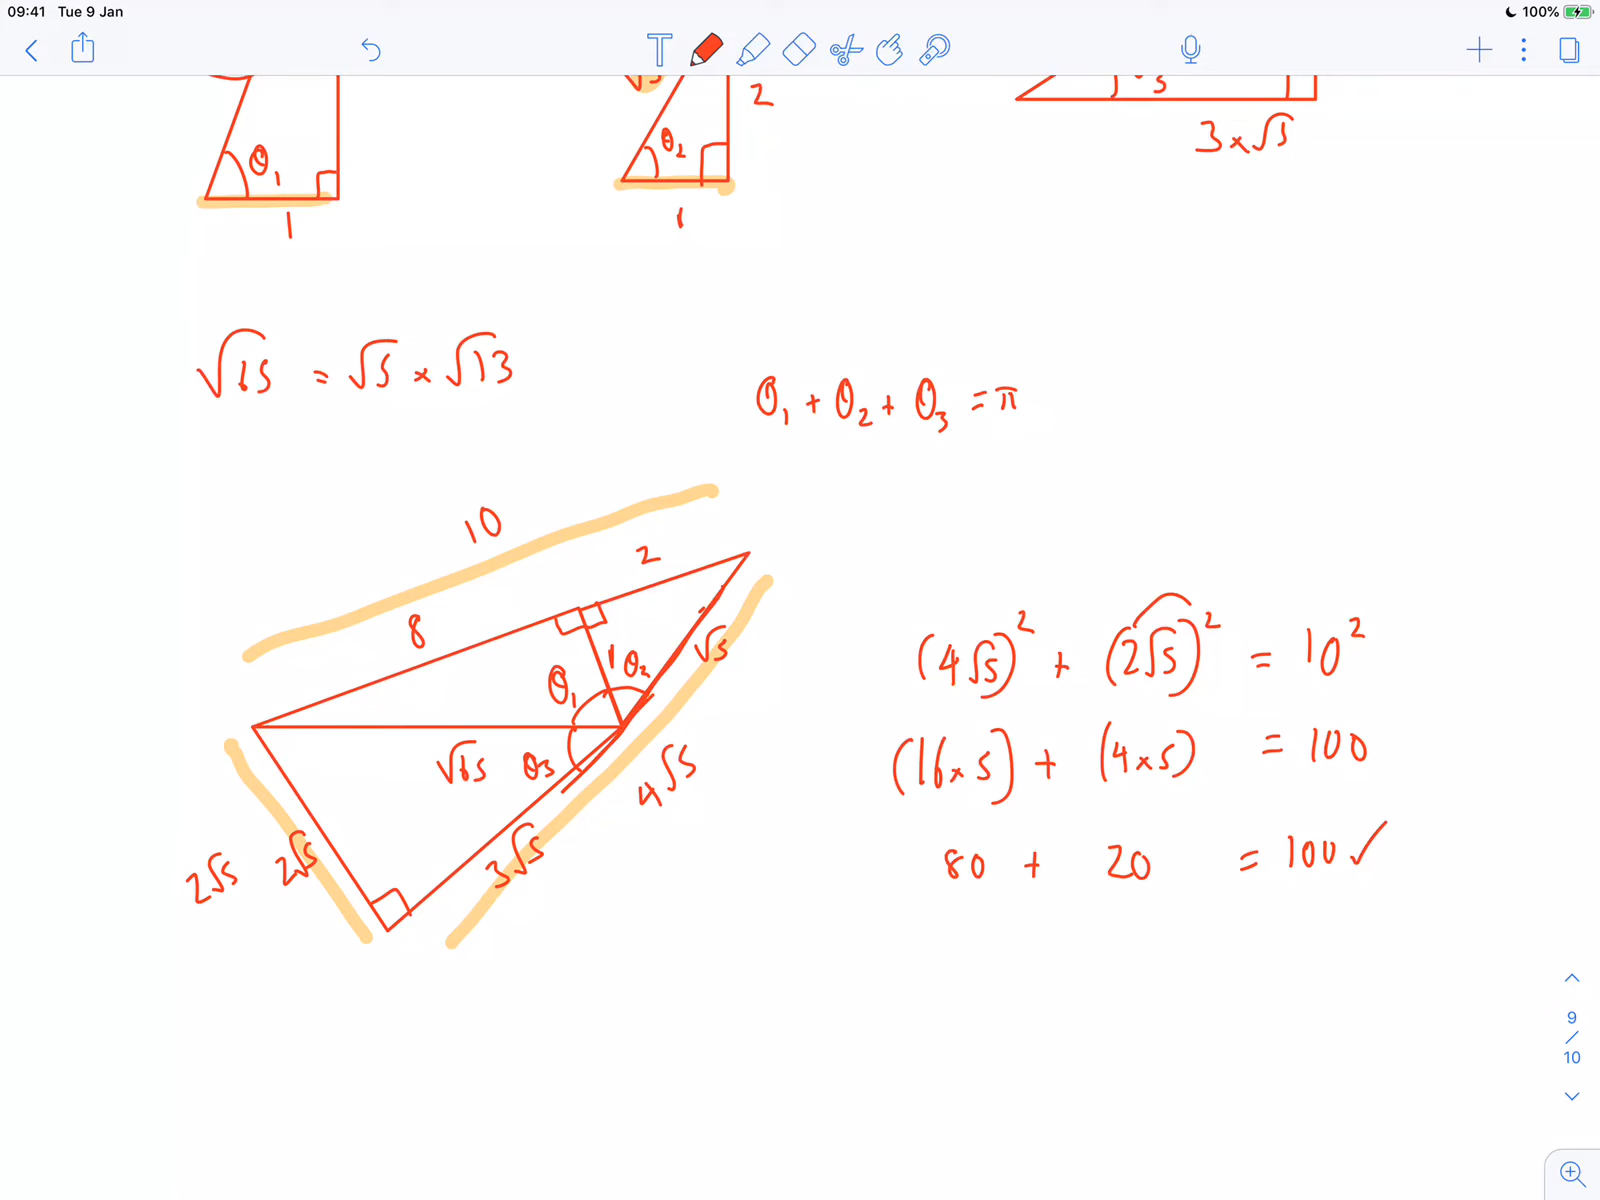 09:41 Tue 9 Jan
100%
T
2
3
3×√5
θ₁
θ₂
1
1
√65 = √5 × √13
θ₁ + θ₂ + θ₃ = π
10
2
8
1
θ₁
θ₂
√5
√65
θ₃
4√5
3√5
2√5
2√5
(4√5)² + (2√5)² = 10²
(16×5) + (4×5) = 100
80 + 20 = 100 ✓
9
/
10